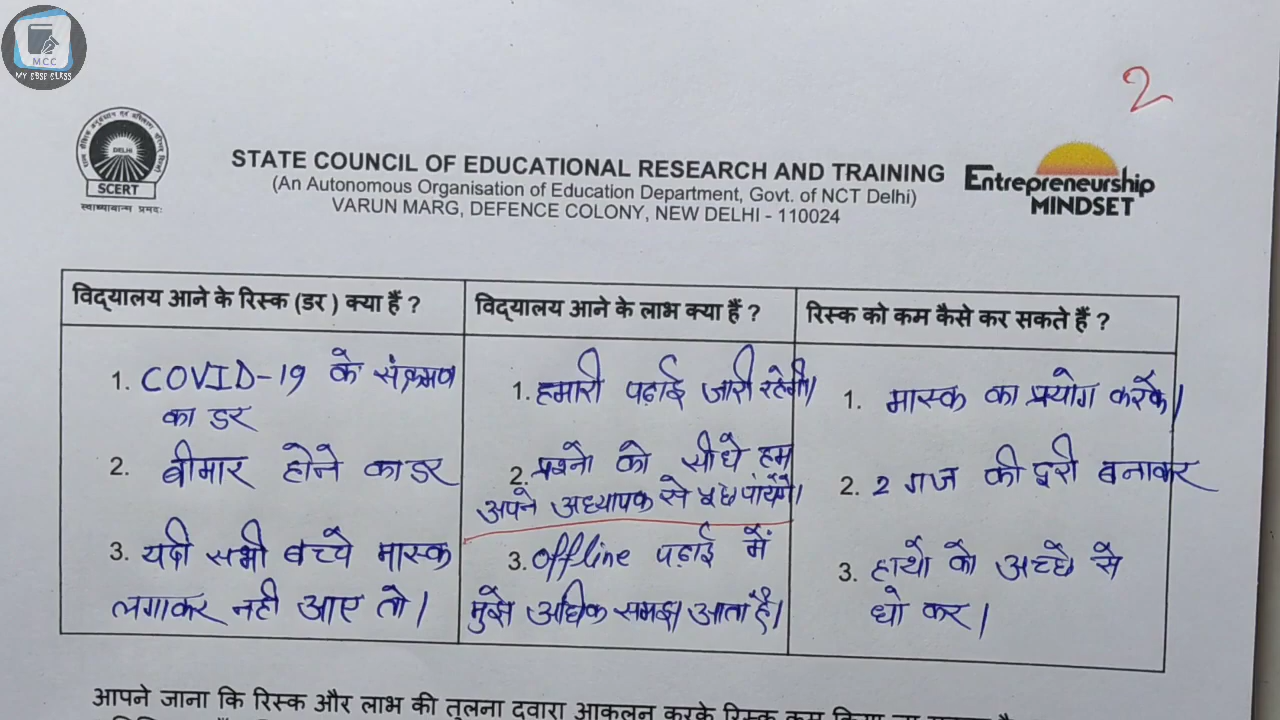 MCC
MY EDSF CLASS
2
DELHI
SCERT
स्वाध्यायान्म प्रमदः
STATE COUNCIL OF EDUCATIONAL RESEARCH AND TRAINING
(An Autonomous Organisation of Education Department, Govt. of NCT Delhi)
VARUN MARG, DEFENCE COLONY, NEW DELHI - 110024
Entrepreneurship
MINDSET
विद्यालय आने के रिस्क (डर ) क्या हैं ?
1. COVID-19 के संक्रमण
का डर
2. बीमार होने का डर
3. यदी सभी बच्चे मास्क
लगाकर नही आए तो।
विद्यालय आने के लाभ क्या हैं ?
1. हमारी पढ़ाई जारी रहेगी।
2. प्रश्नो को सीधे हम
अपने अध्यापक से पुछ पायेंगे।
3. offline पढ़ाई में
मुझे अधिक समझ आता है।
रिस्क को कम कैसे कर सकते हैं ?
1. मास्क का प्रयोग करके।
2. 2 गज की दूरी बनाकर
3. हाथो को अच्छे से
धो कर।
आपने जाना कि रिस्क और लाभ की तुलना द्वारा आकलन करके रिस्क कम किया जा